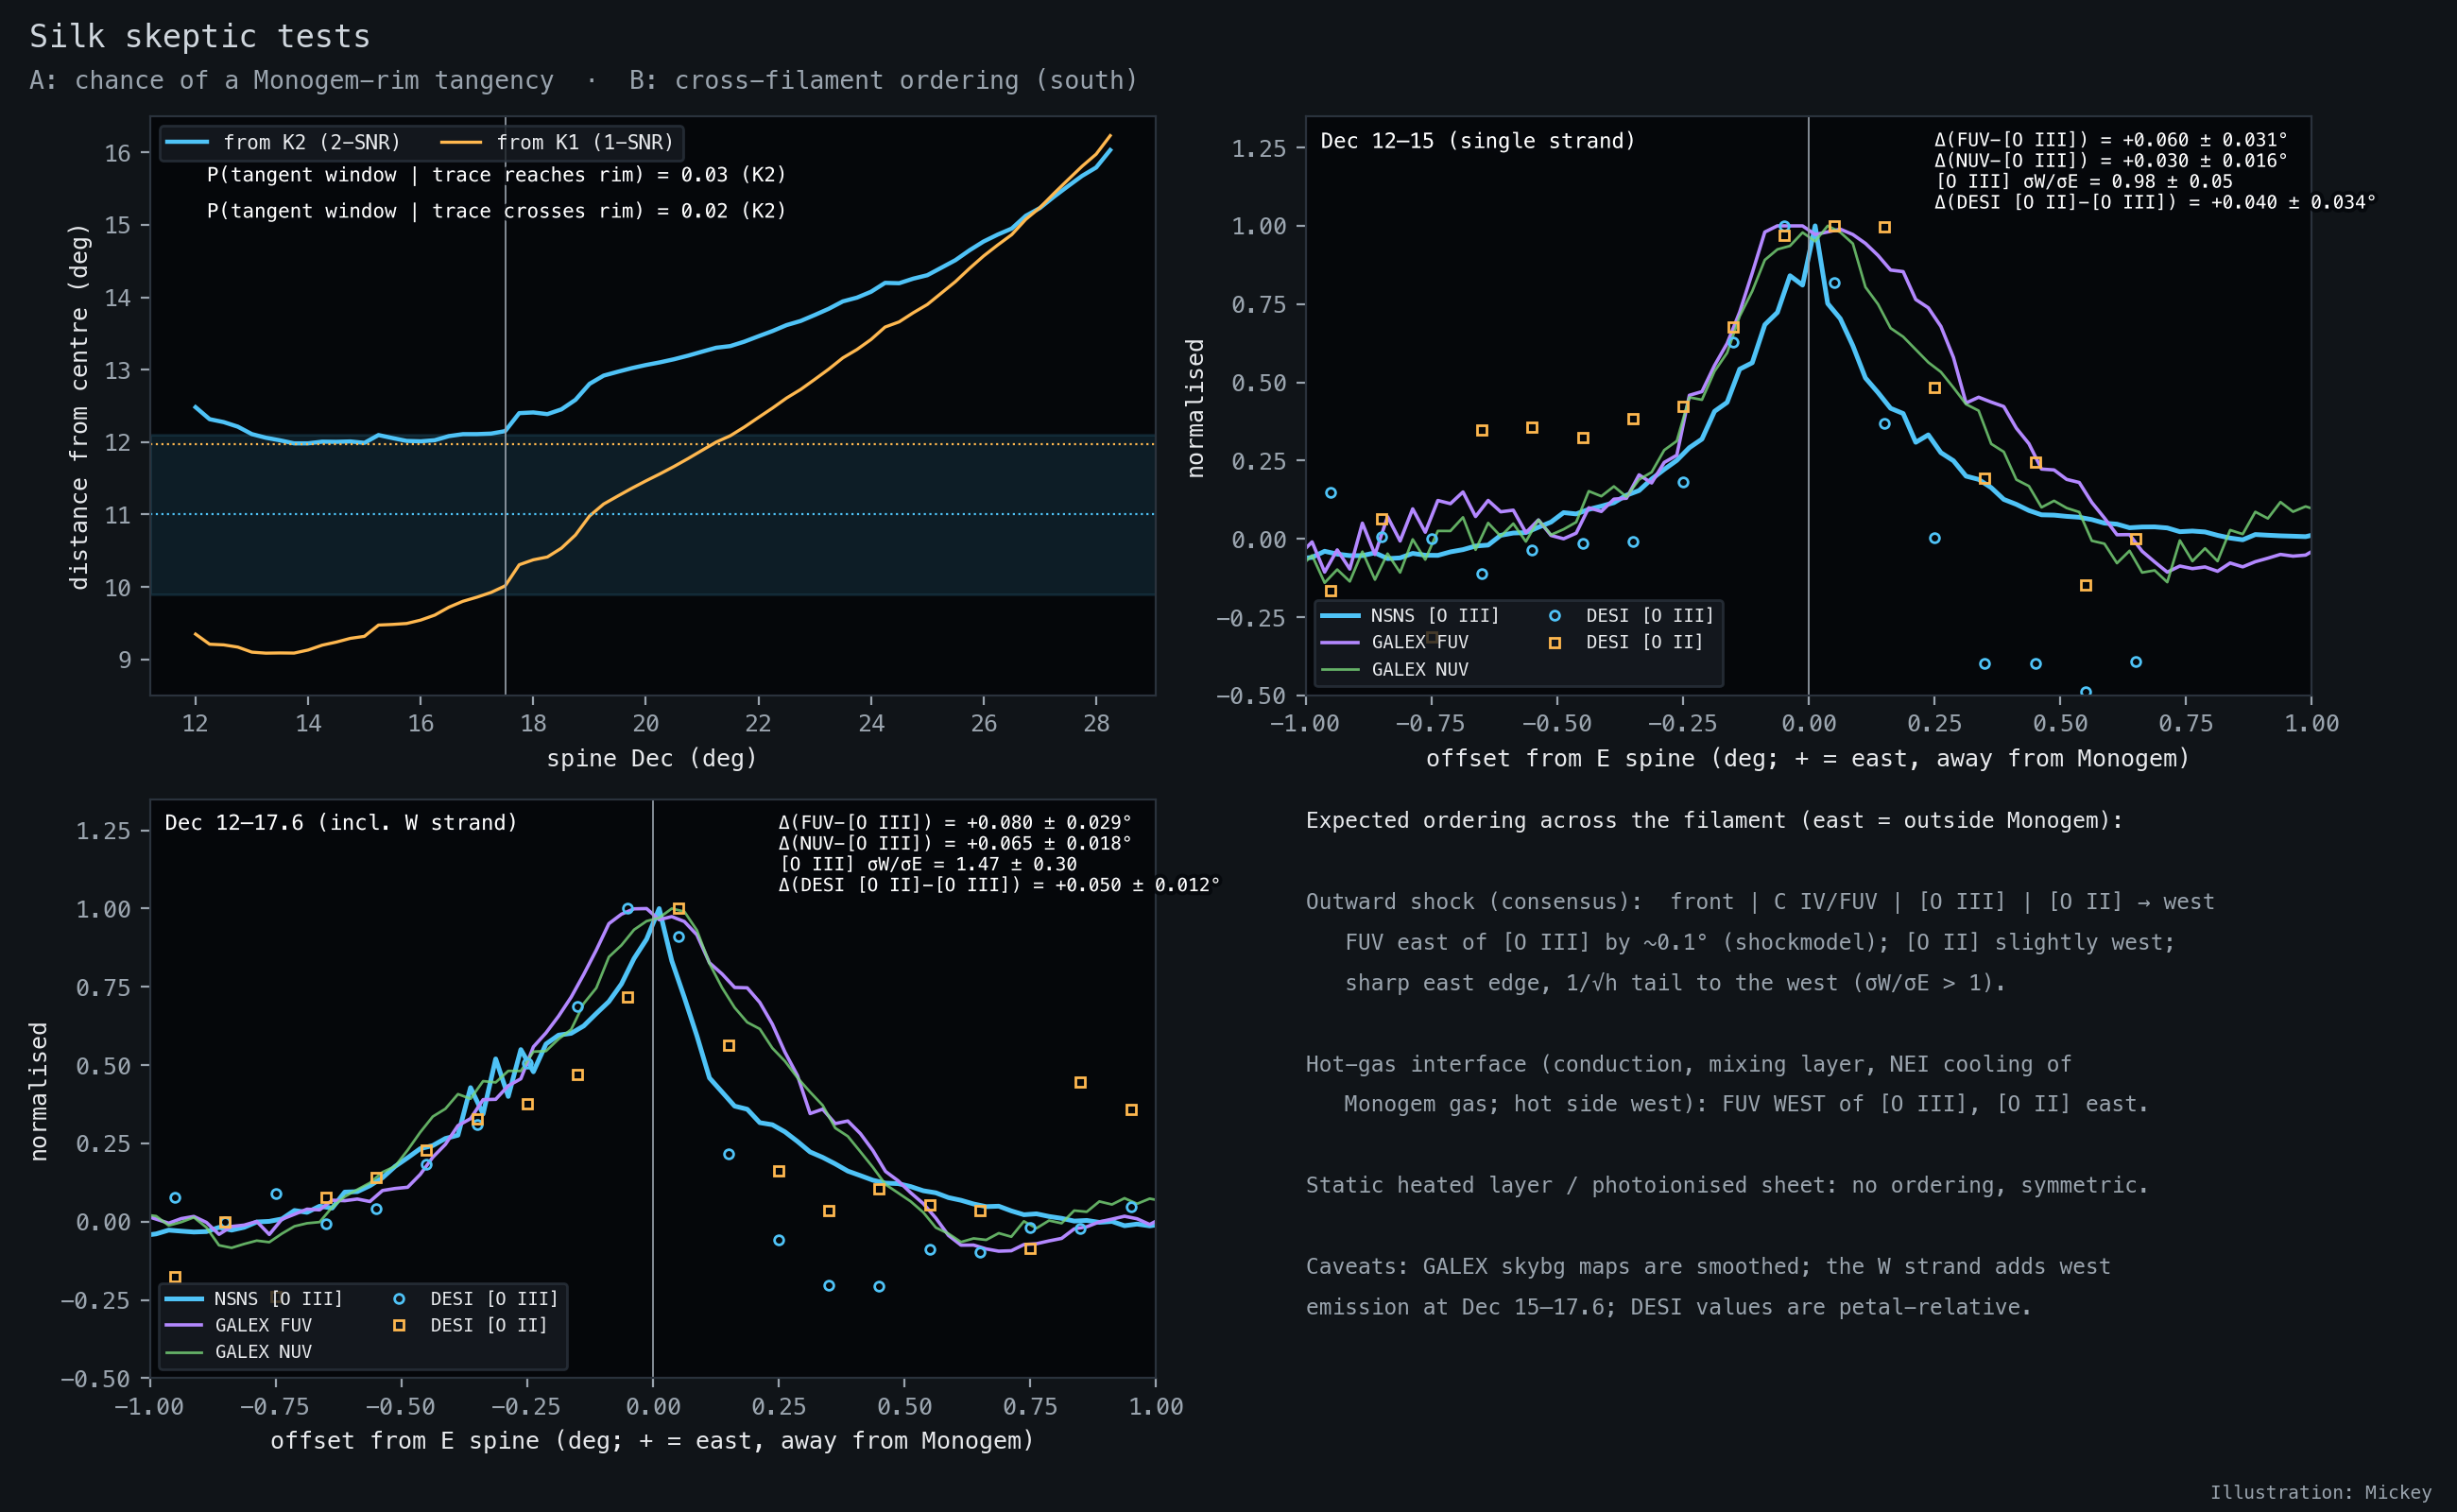 Silk skeptic tests
A: chance of a Monogem−rim tangency · B: cross−filament ordering (south)
from K2 (2−SNR) from K1 (1−SNR)
P(tangent window | trace reaches rim) = 0.03 (K2)
P(tangent window | trace crosses rim) = 0.02 (K2)
distance from centre (deg)
16
15
14
13
12
11
10
9
12 14 16 18 20 22 24 26 28
spine Dec (deg)
Dec 12–15 (single strand)
Δ(FUV−[O III]) = +0.060 ± 0.031°
Δ(NUV−[O III]) = +0.030 ± 0.016°
[O III] σW/σE = 0.98 ± 0.05
Δ(DESI [O II]−[O III]) = +0.040 ± 0.034°
normalised
1.25
1.00
0.75
0.50
0.25
0.00
−0.25
−0.50
NSNS [O III] DESI [O III]
GALEX FUV DESI [O II]
GALEX NUV
−1.00 −0.75 −0.50 −0.25 0.00 0.25 0.50 0.75 1.00
offset from E spine (deg; + = east, away from Monogem)
Dec 12–17.6 (incl. W strand)
Δ(FUV−[O III]) = +0.080 ± 0.029°
Δ(NUV−[O III]) = +0.065 ± 0.018°
[O III] σW/σE = 1.47 ± 0.30
Δ(DESI [O II]−[O III]) = +0.050 ± 0.012°
normalised
1.25
1.00
0.75
0.50
0.25
0.00
−0.25
−0.50
NSNS [O III] DESI [O III]
GALEX FUV DESI [O II]
GALEX NUV
−1.00 −0.75 −0.50 −0.25 0.00 0.25 0.50 0.75 1.00
offset from E spine (deg; + = east, away from Monogem)
Expected ordering across the filament (east = outside Monogem):
Outward shock (consensus): front | C IV/FUV | [O III] | [O II] → west
FUV east of [O III] by ~0.1° (shockmodel); [O II] slightly west;
sharp east edge, 1/√h tail to the west (σW/σE > 1).
Hot−gas interface (conduction, mixing layer, NEI cooling of
Monogem gas; hot side west): FUV WEST of [O III], [O II] east.
Static heated layer / photoionised sheet: no ordering, symmetric.
Caveats: GALEX skybg maps are smoothed; the W strand adds west
emission at Dec 15–17.6; DESI values are petal−relative.
Illustration: Mickey